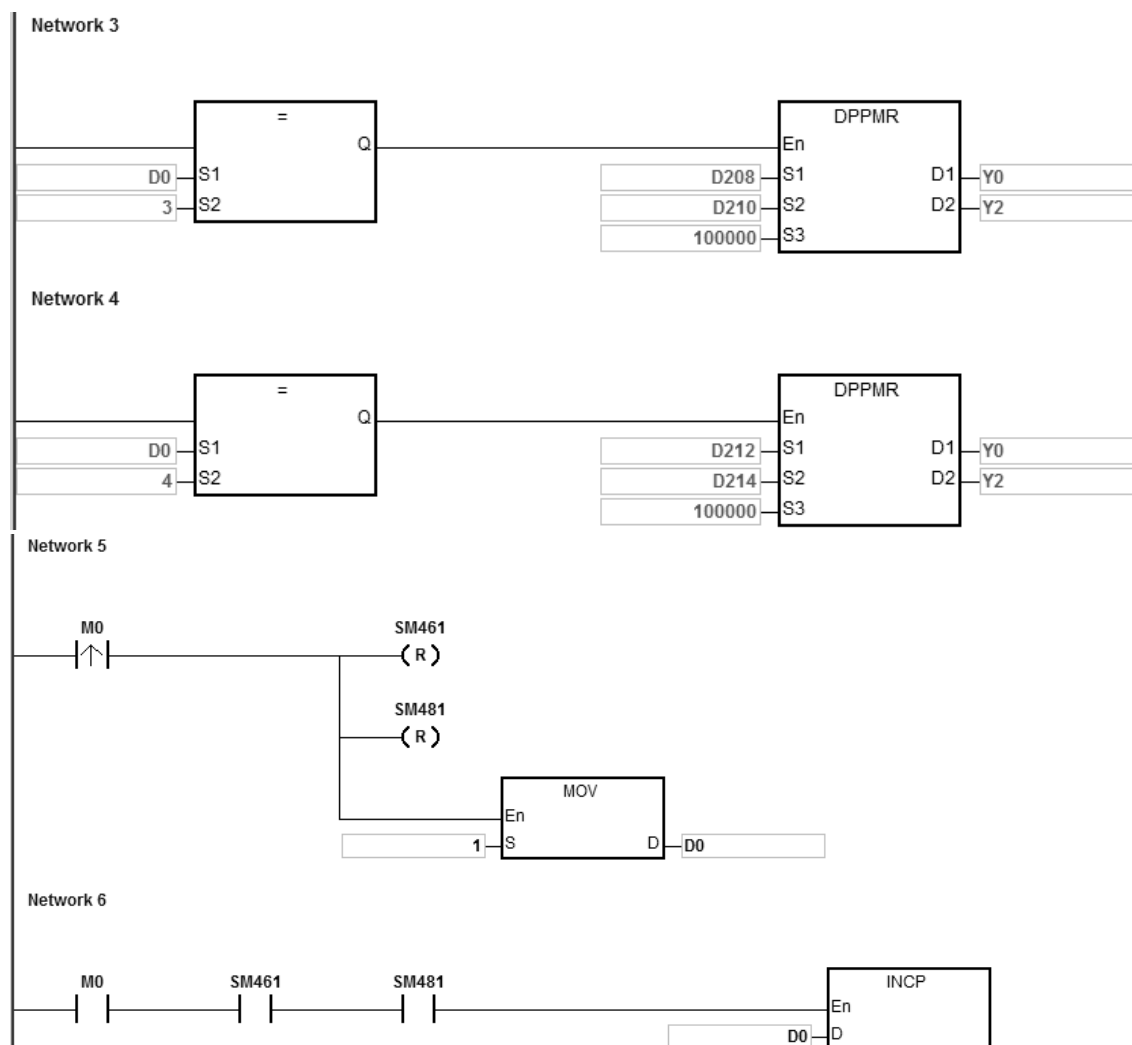 Network 3
=
Q
D0 S1
3 S2
DPPMR
En
D208 S1 D1 Y0
D210 S2 D2 Y2
100000 S3
Network 4
=
Q
D0 S1
4 S2
DPPMR
En
D212 S1 D1 Y0
D214 S2 D2 Y2
100000 S3
Network 5
M0 SM461
( R )
SM481
( R )
MOV
En
1 S D D0
Network 6
M0 SM461 SM481
INCP
En
D0 D